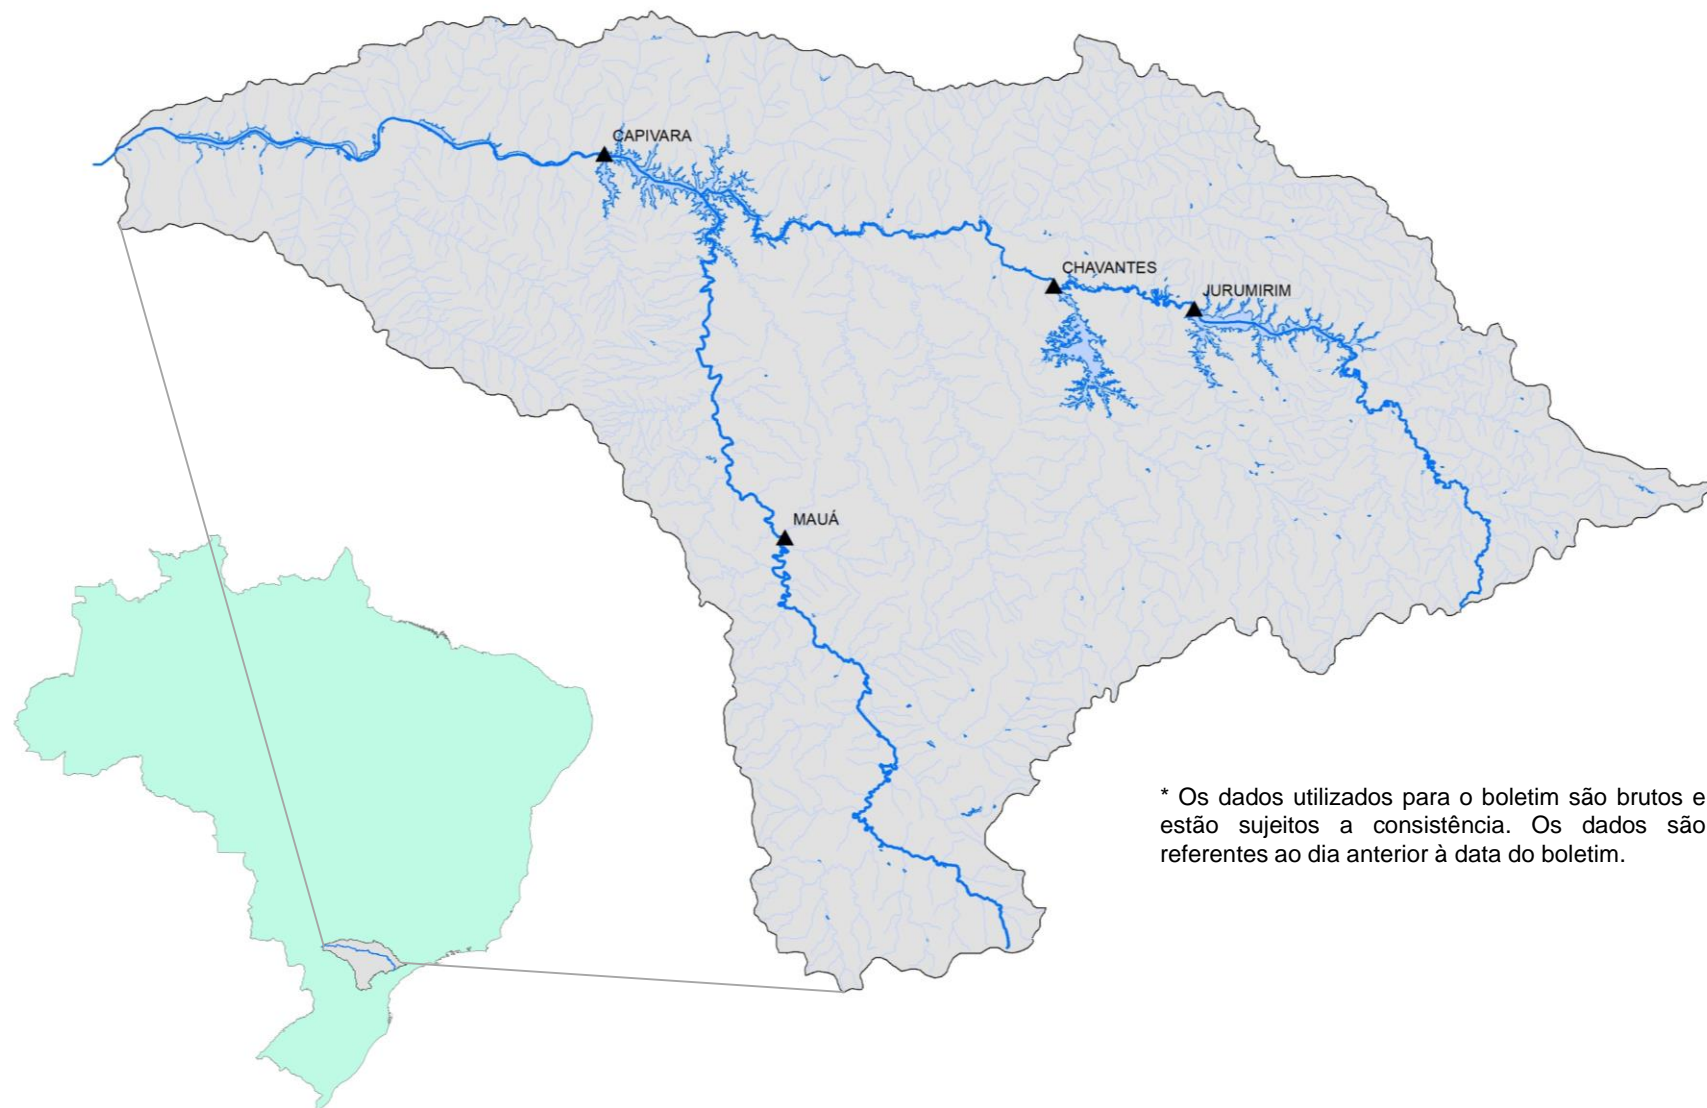 CAPIVARA
CHAVANTES
JURUMIRIM
MAUÁ
* Os dados utilizados para o boletim são brutos e
estão sujeitos a consistência. Os dados são
referentes ao dia anterior à data do boletim.